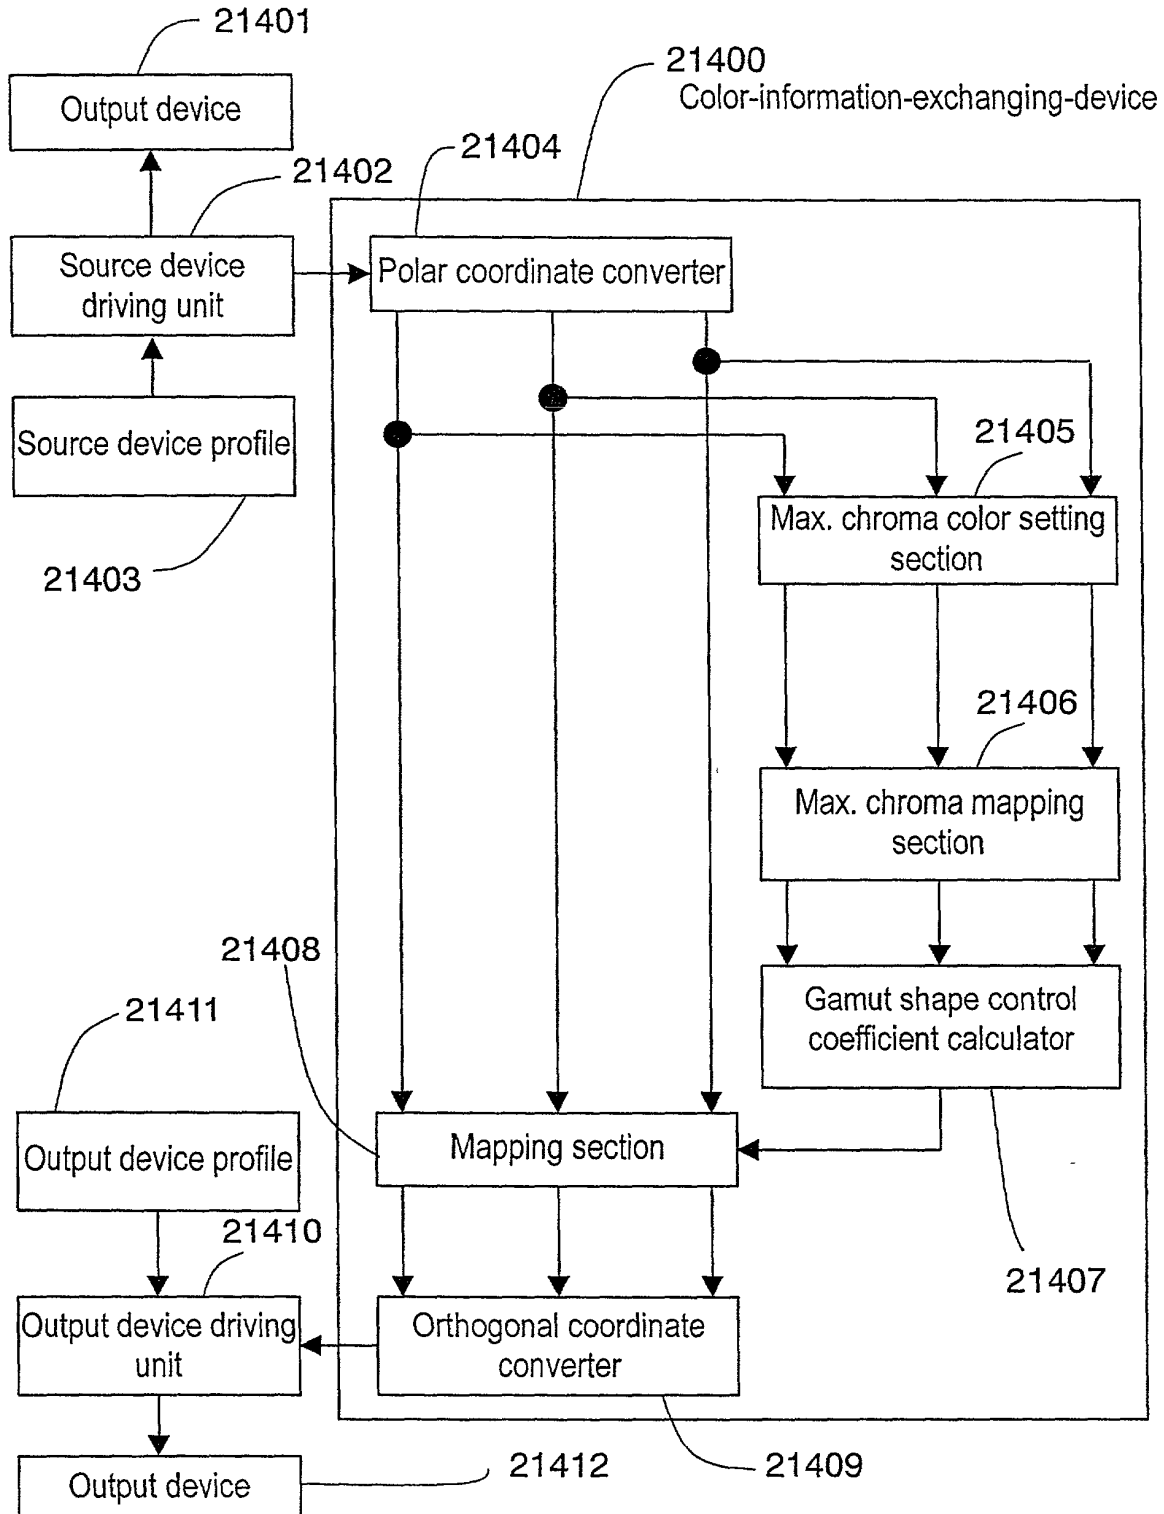 21401
Output device
21400
Color-information-exchanging-device
21404
21402
Source device
driving unit
Polar coordinate converter
Source device profile
21405
Max. chroma color setting
section
21403
21406
Max. chroma mapping
section
21408
21411
Gamut shape control
coefficient calculator
Output device profile
Mapping section
21410
21407
Output device driving
unit
Orthogonal coordinate
converter
21412
21409
Output device